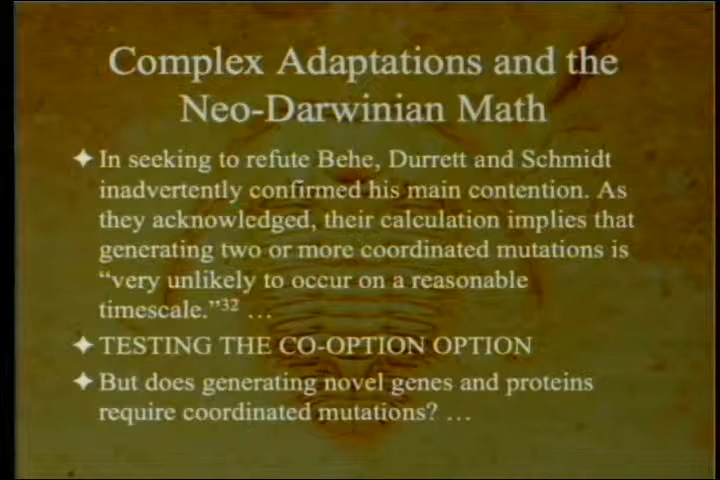 Complex Adaptations and the
Neo-Darwinian Math
✦ In seeking to refute Behe, Durrett and Schmidt
inadvertently confirmed his main contention. As
they acknowledged, their calculation implies that
generating two or more coordinated mutations is
“very unlikely to occur on a reasonable
timescale.”³² …
✦ TESTING THE CO-OPTION OPTION
✦ But does generating novel genes and proteins
require coordinated mutations? …